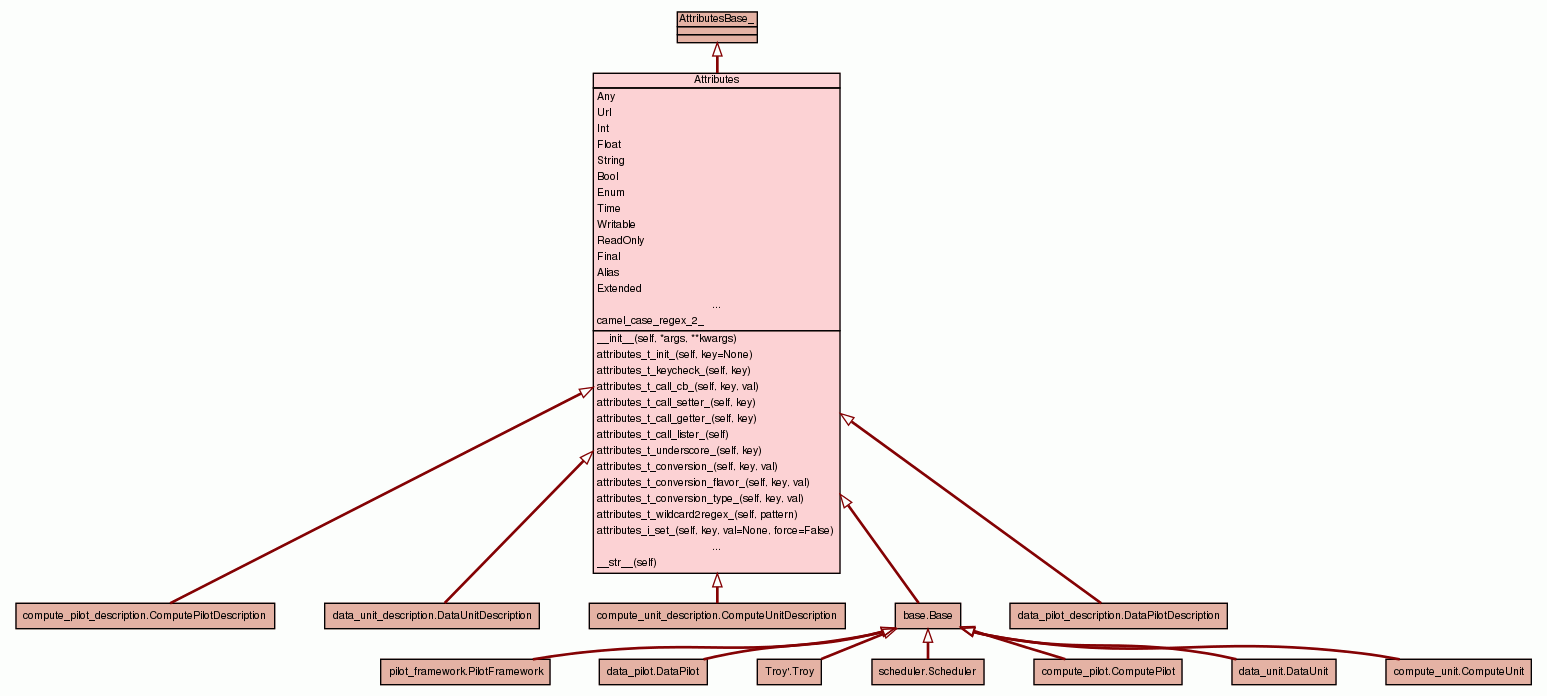 AttributesBase_
Attributes
Any
Url
Int
Float
String
Bool
Enum
Time
Writable
ReadOnly
Final
Alias
Extended
...
camel_case_regex_2_
__init__(self, *args, **kwargs)
attributes_t_init_(self, key=None)
attributes_t_keycheck_(self, key)
attributes_t_call_cb_(self, key, val)
attributes_t_call_setter_(self, key)
attributes_t_call_getter_(self, key)
attributes_t_call_lister_(self)
attributes_t_underscore_(self, key)
attributes_t_conversion_(self, key, val)
attributes_t_conversion_flavor_(self, key, val)
attributes_t_conversion_type_(self, key, val)
attributes_t_wildcard2regex_(self, pattern)
attributes_i_set_(self, key, val=None, force=False)
...
__str__(self)
compute_pilot_description.ComputePilotDescription
data_unit_description.DataUnitDescription
compute_unit_description.ComputeUnitDescription
base.Base
data_pilot_description.DataPilotDescription
pilot_framework.PilotFramework
data_pilot.DataPilot
Troy'.Troy
scheduler.Scheduler
compute_pilot.ComputePilot
data_unit.DataUnit
compute_unit.ComputeUnit